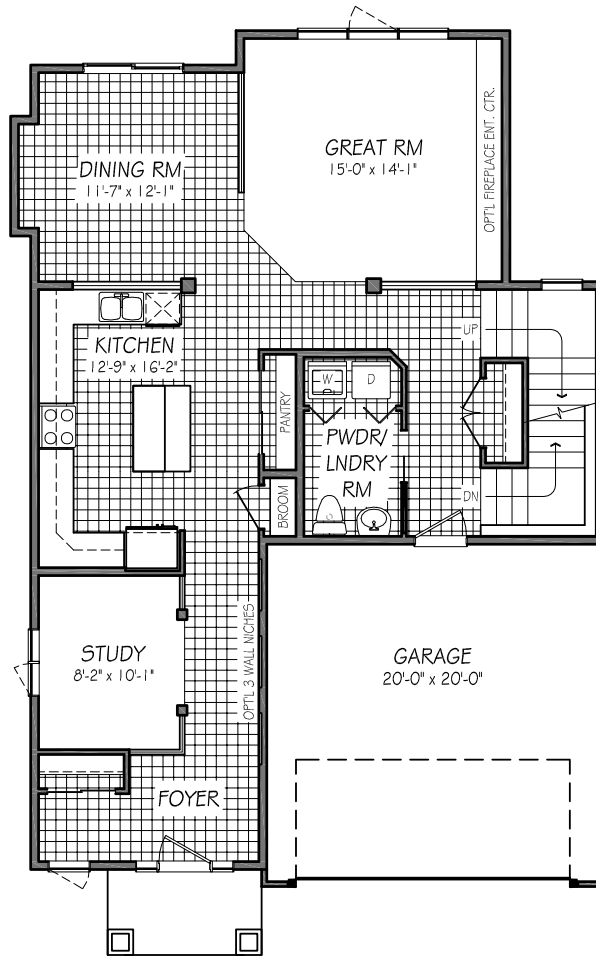 GREAT RM
15'-0" x 14'-1"
OPT'L FIREPLACE ENT. CTR.
DINING RM
11'-7" x 12'-1"
UP
KITCHEN
12'-9" x 16'-2"
W
D
PANTRY
PWDR/
LNDRY
RM
BROOM
DN
STUDY
8'-2" x 10'-1"
OPT'L 3 WALL NICHES
GARAGE
20'-0" x 20'-0"
FOYER